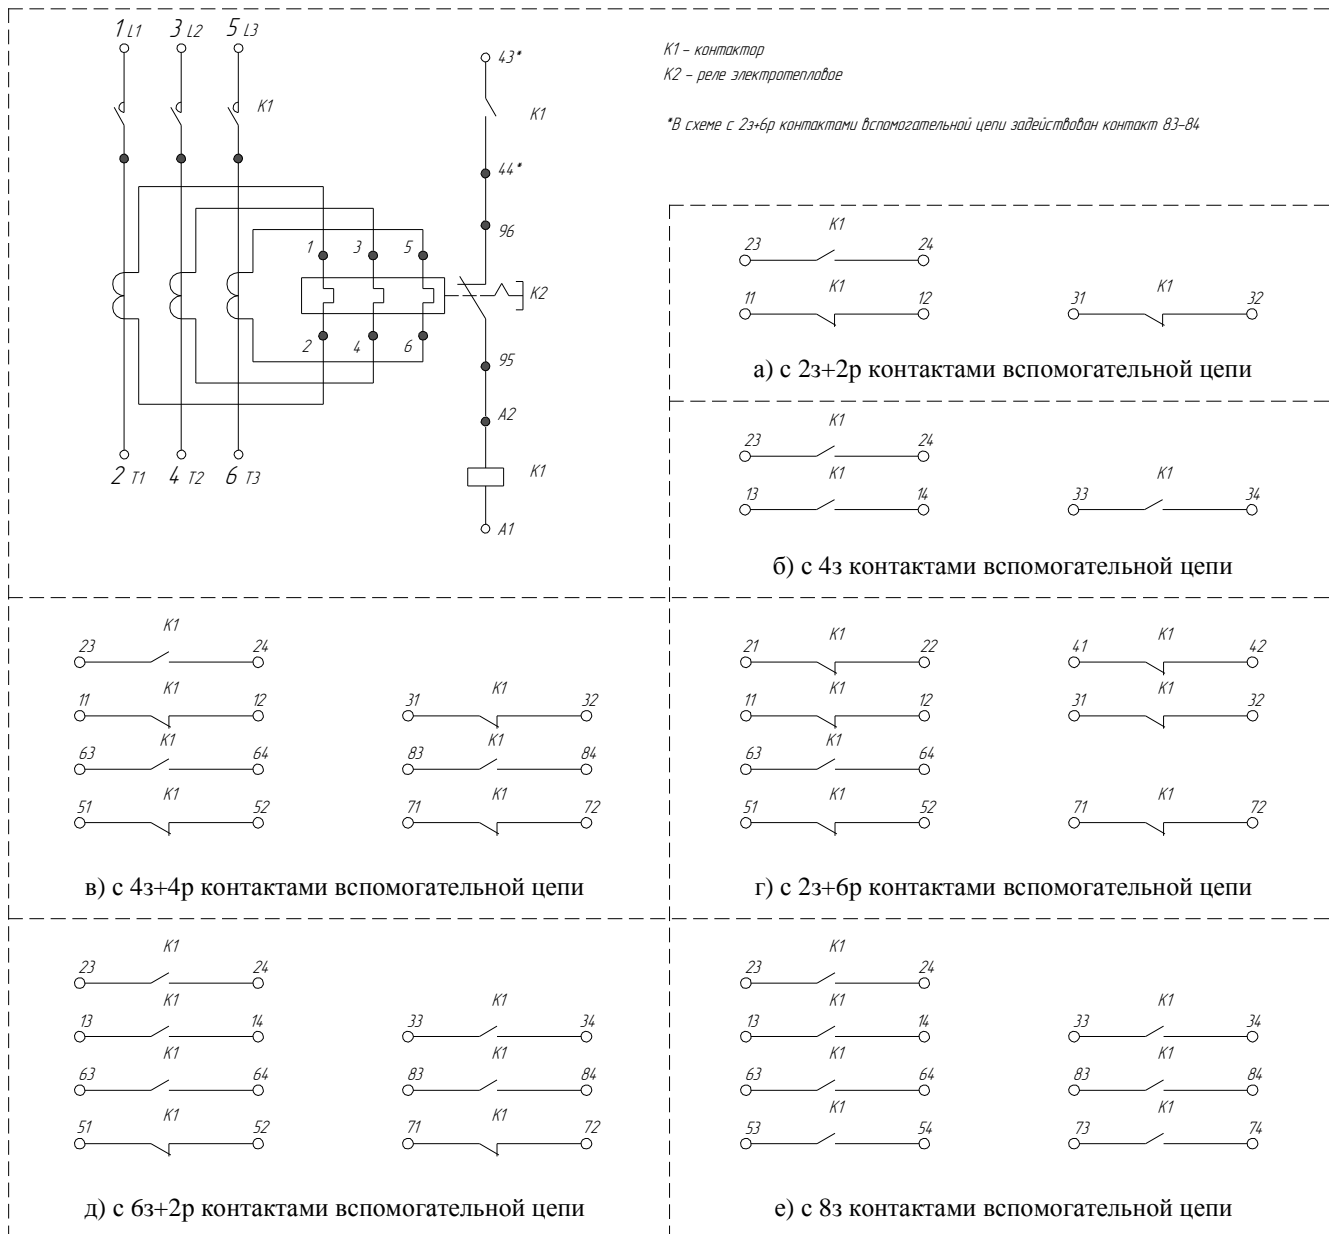 1 L1 3 L2 5 L3
K1
1 3 5
2 4 6
2 T1 4 T2 6 T3
43*
K1
44*
96
K2
95
A2
K1
A1
K1 - контактор
K2 - реле электротепловое
*В схеме с 2з+6р контактами вспомогательной цепи задействован контакт 83-84
K1
23 24
K1 K1
11 12 31 32
а) с 2з+2р контактами вспомогательной цепи
K1
23 24
K1 K1
13 14 33 34
б) с 4з контактами вспомогательной цепи
K1
23 24
K1 K1
11 12 31 32
K1 K1
63 64 83 84
K1 K1
51 52 71 72
в) с 4з+4р контактами вспомогательной цепи
K1 K1
21 22 41 42
K1 K1
11 12 31 32
K1
63 64
K1 K1
51 52 71 72
г) с 2з+6р контактами вспомогательной цепи
K1
23 24
K1 K1
13 14 33 34
K1 K1
63 64 83 84
K1 K1
51 52 71 72
д) с 6з+2р контактами вспомогательной цепи
K1
23 24
K1 K1
13 14 33 34
K1 K1
63 64 83 84
K1 K1
53 54 73 74
е) с 8з контактами вспомогательной цепи